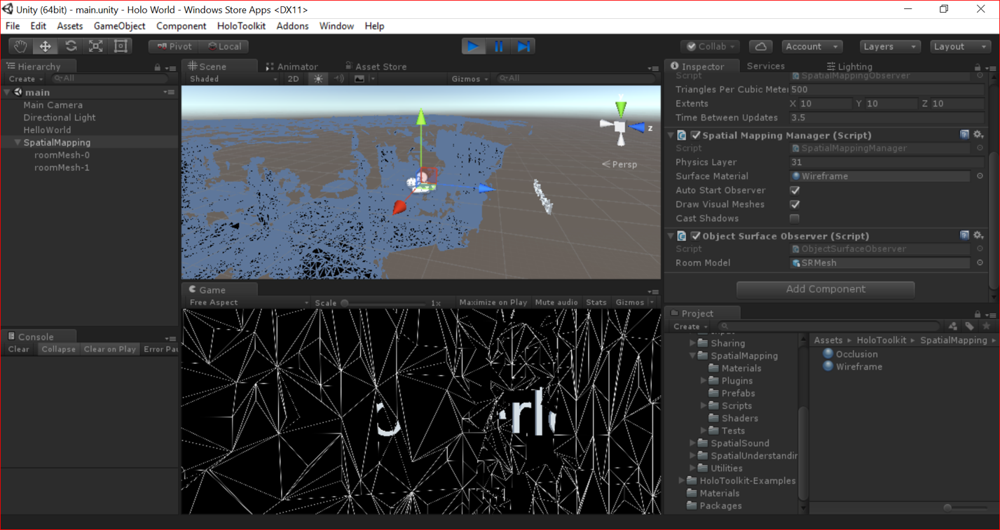 Unity (64bit) - main.unity - Holo World - Windows Store Apps <DX11>
File Edit Assets GameObject Component HoloToolkit Addons Window Help
Pivot Local Collab Account Layers Layout
Hierarchy
Create All
main
Main Camera
Directional Light
HelloWorld
SpatialMapping
roomMesh-0
roomMesh-1
Console
Clear Collapse Clear on Play Error Pau
Scene Animator Asset Store
Shaded 2D Gizmos All
z
Persp
Game
Free Aspect Scale 1x Maximize on Play Mute audio Stats Gizmos
Inspector Services Lighting
Script SpatialMappingObserver
Triangles Per Cubic Meter 500
Extents X 10 Y 10 Z 10
Time Between Updates 3.5
Spatial Mapping Manager (Script)
Script SpatialMappingManager
Physics Layer 31
Surface Material Wireframe
Auto Start Observer
Draw Visual Meshes
Cast Shadows
Object Surface Observer (Script)
Script ObjectSurfaceObserver
Room Model SRMesh
Add Component
Project
Create
Sharing
SpatialMapping
Materials
Plugins
Prefabs
Scripts
Shaders
Tests
SpatialSound
SpatialUnderstandin
Utilities
HoloToolkit-Examples
Materials
Packages
Assets HoloToolkit SpatialMapping
Occlusion
Wireframe